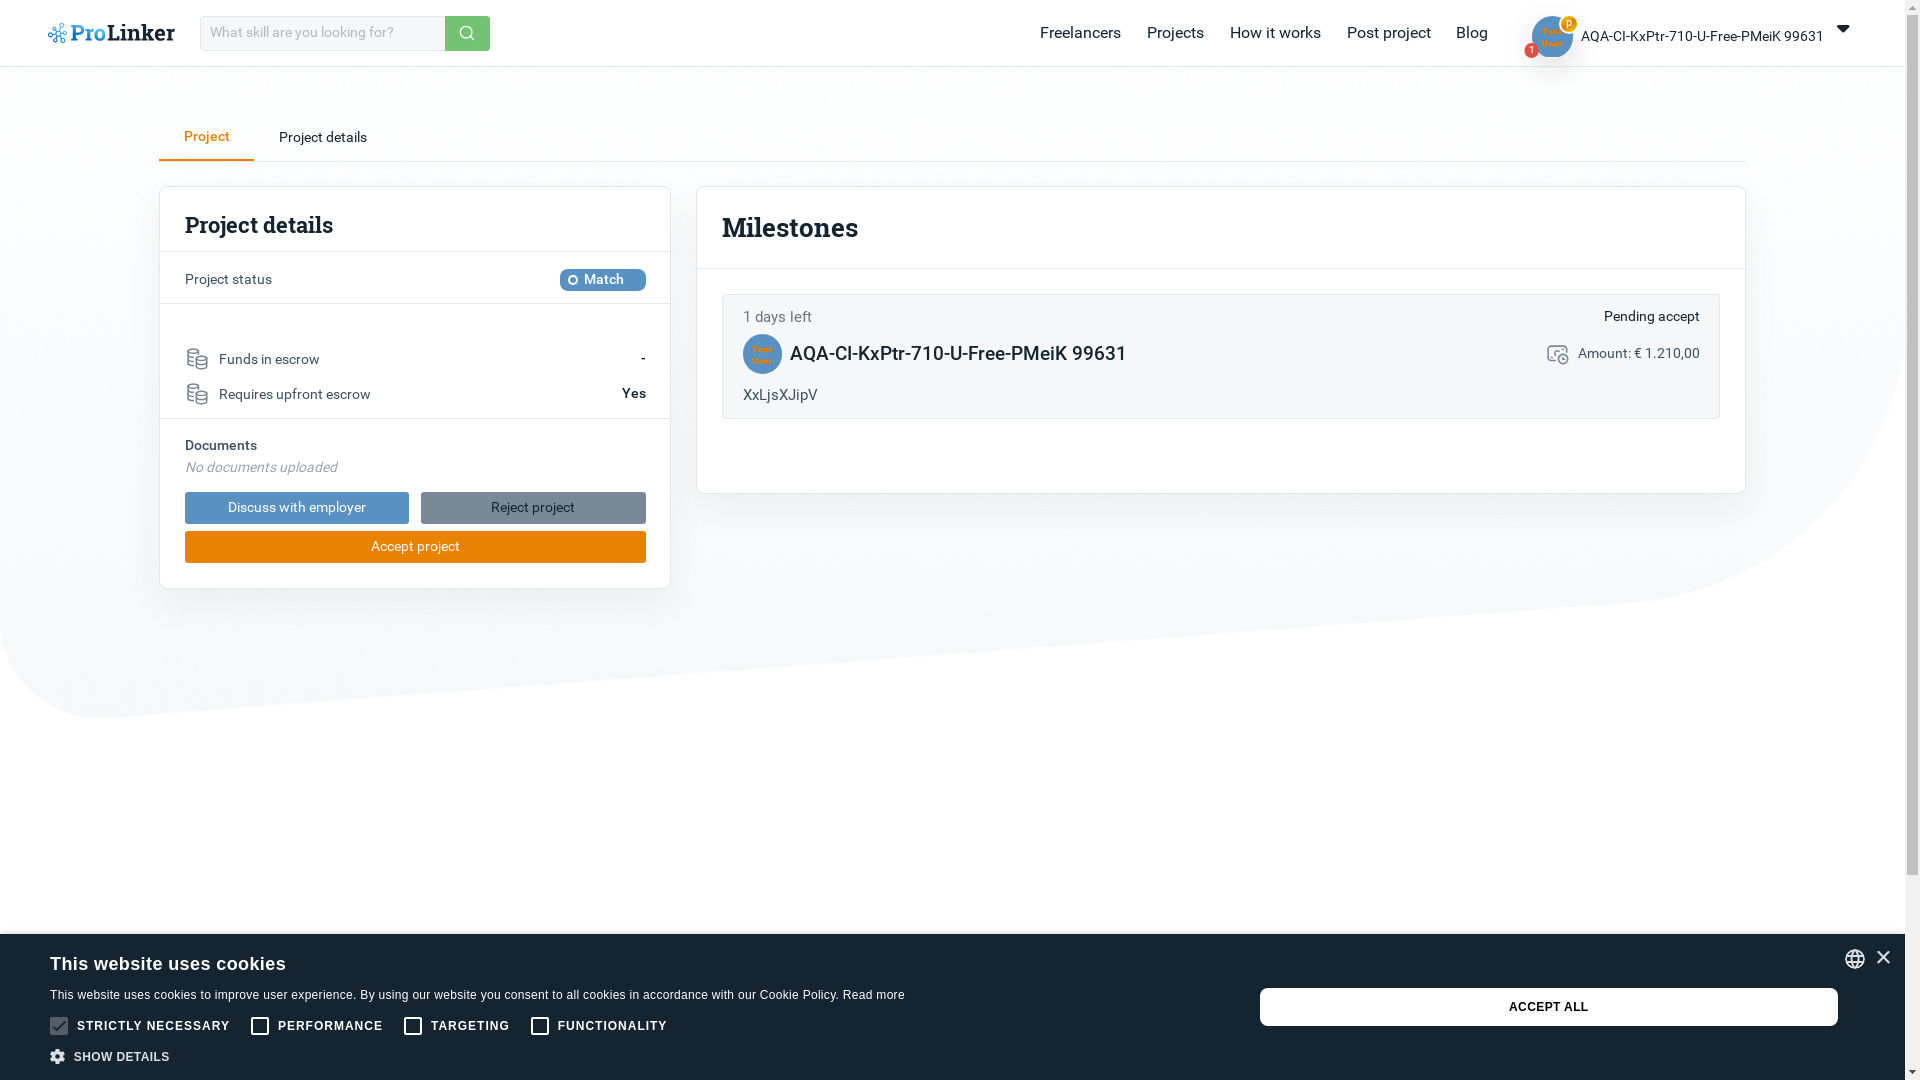 ProLinker
What skill are you looking for?
Freelancers
Projects
How it works
Post project
Blog
p
1
AQA-CI-KxPtr-710-U-Free-PMeiK 99631
Project
Project details
Project details
Project status
Match
Funds in escrow
-
Requires upfront escrow
Yes
Documents
No documents uploaded
Discuss with employer
Reject project
Accept project
Milestones
1 days left
Pending accept
Test
User
AQA-CI-KxPtr-710-U-Free-PMeiK 99631
Amount: € 1.210,00
XxLjsXJipV
This website uses cookies
This website uses cookies to improve user experience. By using our website you consent to all cookies in accordance with our Cookie Policy. Read more
STRICTLY NECESSARY
PERFORMANCE
TARGETING
FUNCTIONALITY
SHOW DETAILS
ACCEPT ALL